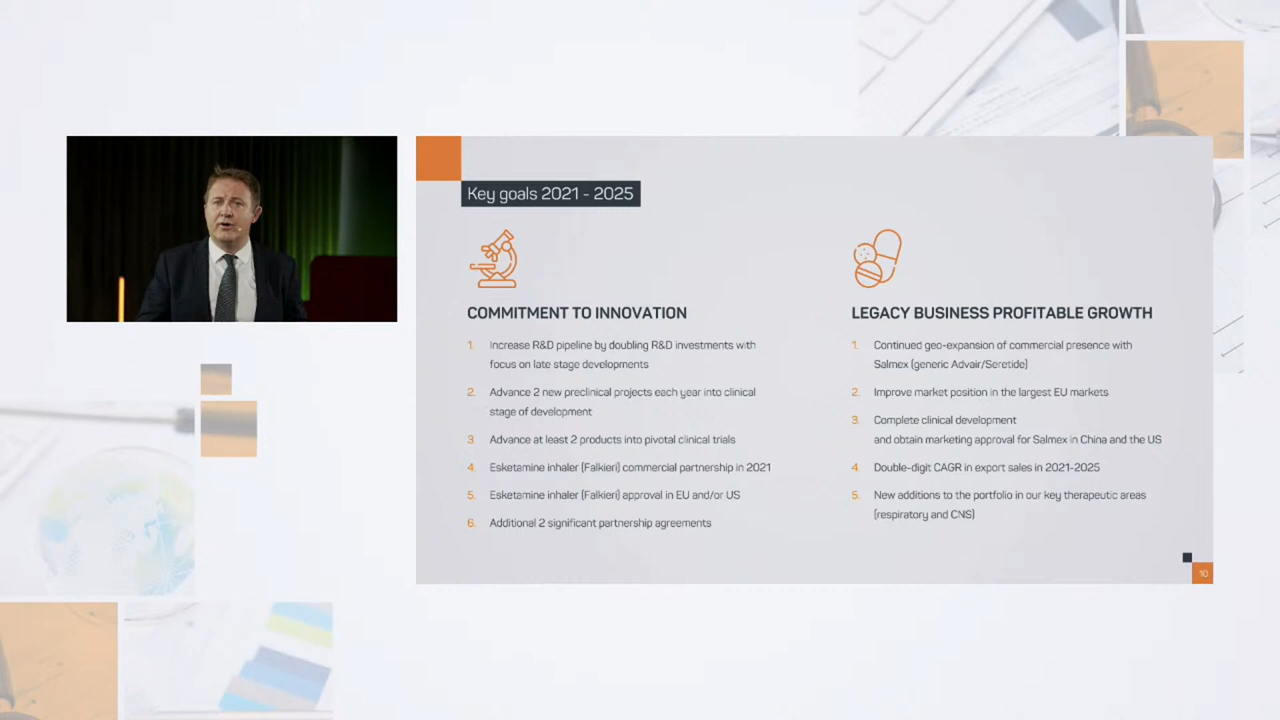 Key goals 2021 - 2025
COMMITMENT TO INNOVATION
1. Increase R&D pipeline by doubling R&D investments with
focus on late stage developments
2. Advance 2 new preclinical projects each year into clinical
stage of development
3. Advance at least 2 products into pivotal clinical trials
4. Esketamine inhaler (Falkieri) commercial partnership in 2021
5. Esketamine inhaler (Falkieri) approval in EU and/or US
6. Additional 2 significant partnership agreements
LEGACY BUSINESS PROFITABLE GROWTH
1. Continued geo-expansion of commercial presence with
Salmex (generic Advair/Seretide)
2. Improve market position in the largest EU markets
3. Complete clinical development
and obtain marketing approval for Salmex in China and the US
4. Double-digit CAGR in export sales in 2021-2025
5. New additions to the portfolio in our key therapeutic areas
(respiratory and CNS)
10